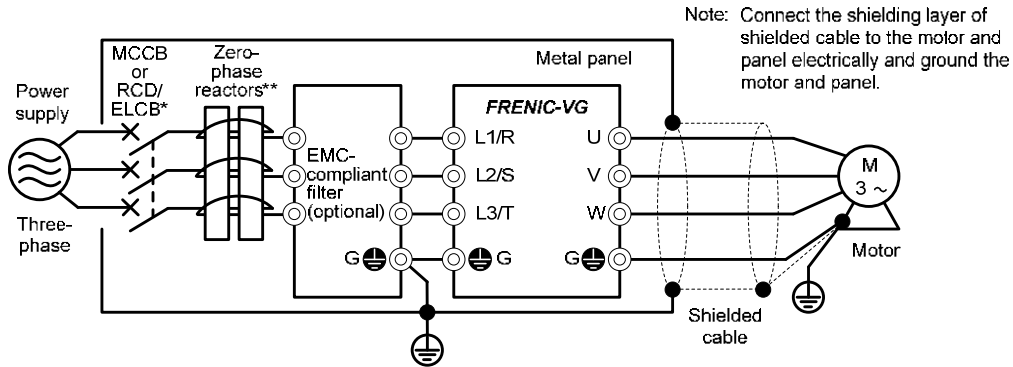 Note: Connect the shielding layer of
shielded cable to the motor and
panel electrically and ground the
motor and panel.
MCCB
or
RCD/
ELCB*
Zero-
phase
reactors**
Metal panel
Power
supply
Three-
phase
FRENIC-VG
EMC-
compliant
filter
(optional)
L1/R
L2/S
L3/T
U
V
W
G
G
G
M
3 ~
Motor
Shielded
cable